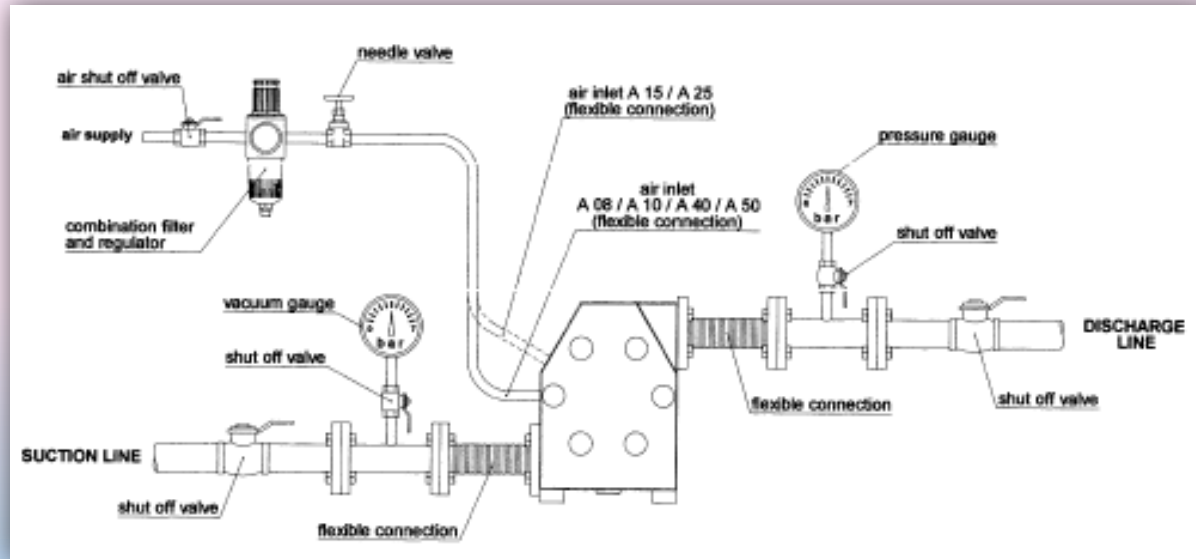 needle valve
air shut off valve
air inlet A 15 / A 25
(flexible connection)
air supply
pressure gauge
air inlet
A 08 / A 10 / A 40 / A 50
(flexible connection)
combination filter
and regulator
bar
shut off valve
vacuum gauge
bar
DISCHARGE
LINE
shut off valve
flexible connection
shut off valve
SUCTION LINE
shut off valve
flexible connection